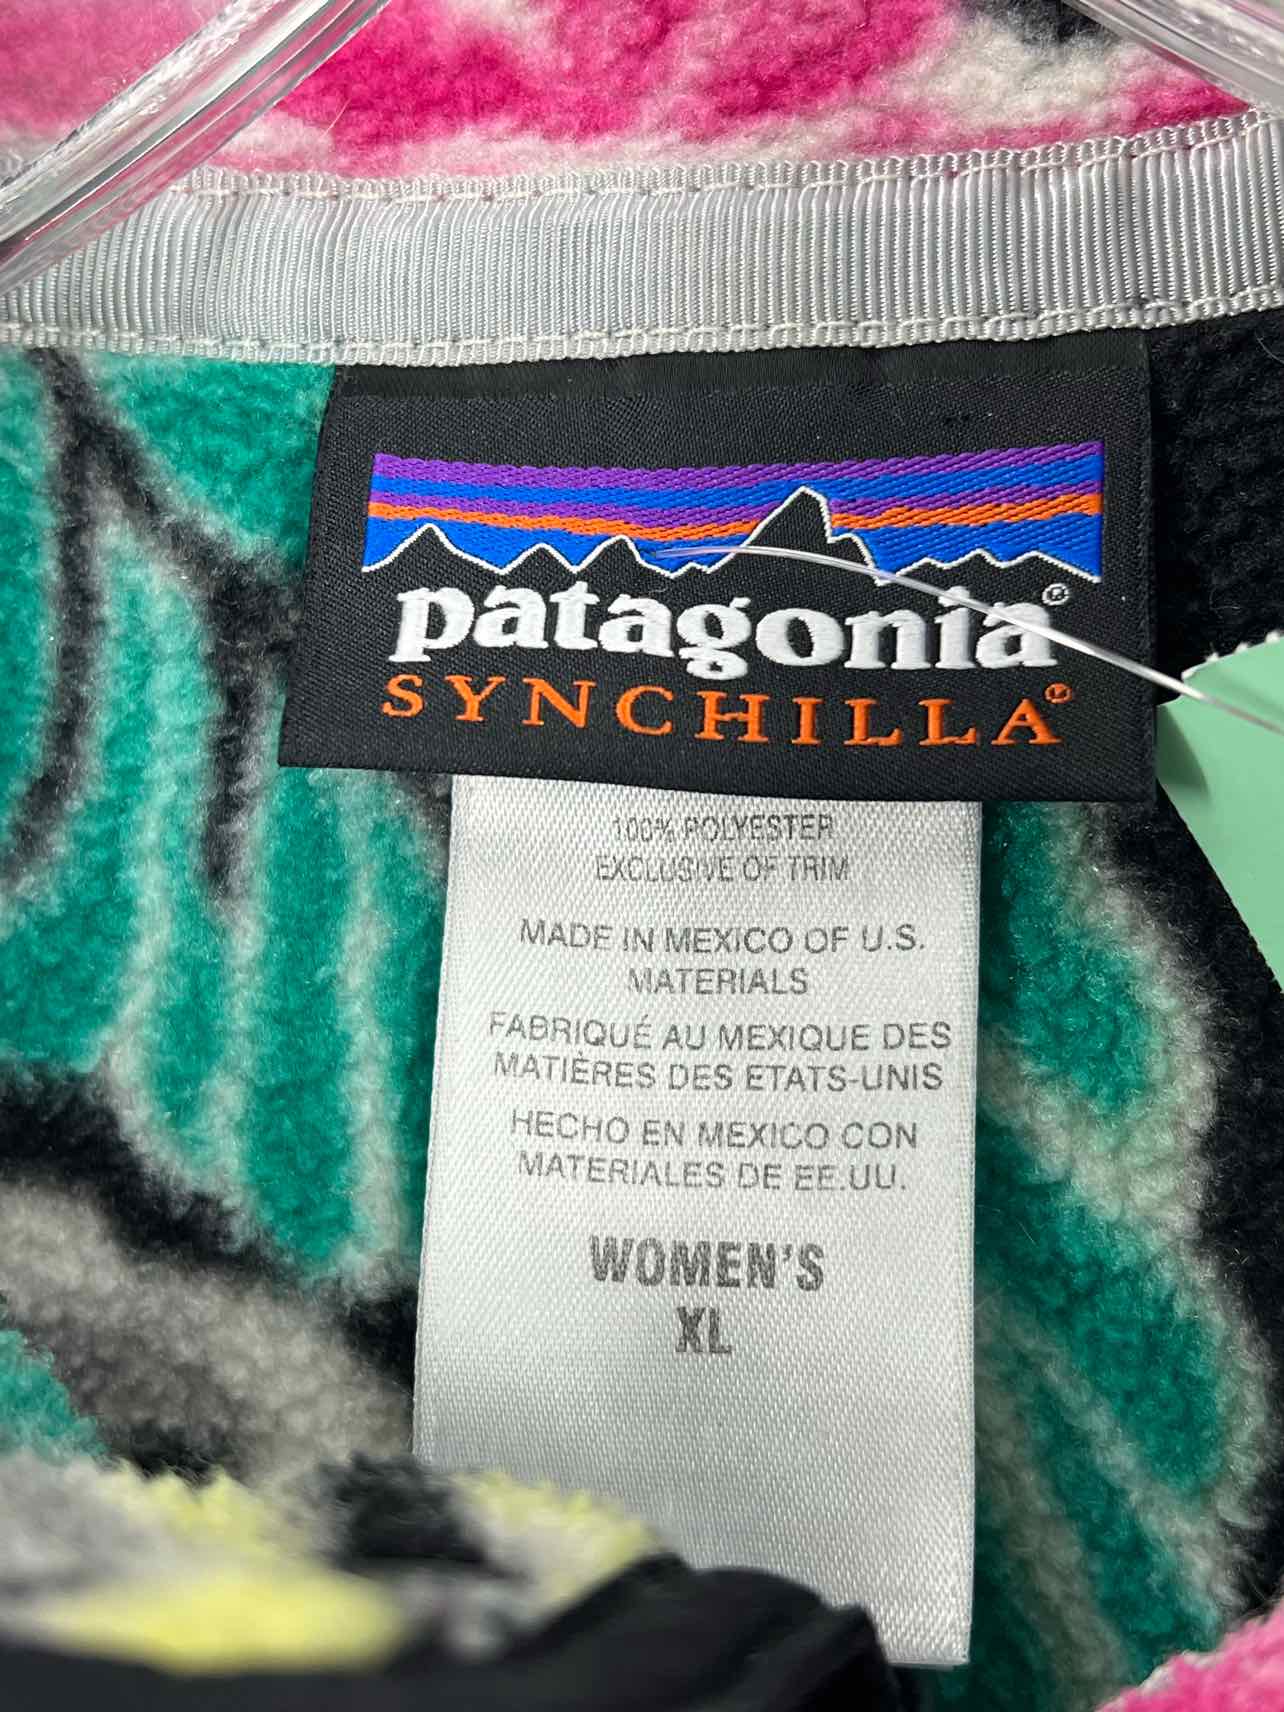 patagonia®
SYNCHILLA®
100% POLYESTER
EXCLUSIVE OF TRIM
MADE IN MEXICO OF U.S.
MATERIALS
FABRIQUÉ AU MEXIQUE DES
MATIÈRES DES ETATS-UNIS
HECHO EN MEXICO CON
MATERIALES DE EE.UU.
WOMEN'S
XL